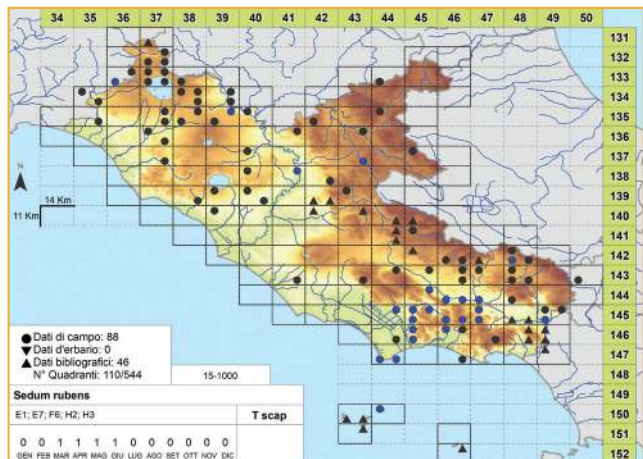 34 35 36 37 38 39 40 41 42 43 44 45 46 47 48 49 50
131
132
133
134
135
136
137
138
139
140
141
142
143
144
145
146
147
148
149
150
151
152
N
14 Km
11 Km
Dati di campo: 88
Dati d'erbario: 0
Dati bibliografici: 46
N° Quadranti: 110/544
15-1000
Sedum rubens
E1; E7; F6; H2; H3
T scap
0 0 1 1 1 1 0 0 0 0 0 0
GEN FEB MAR APR MAG GIU LUG AGO SET OTT NOV DIC